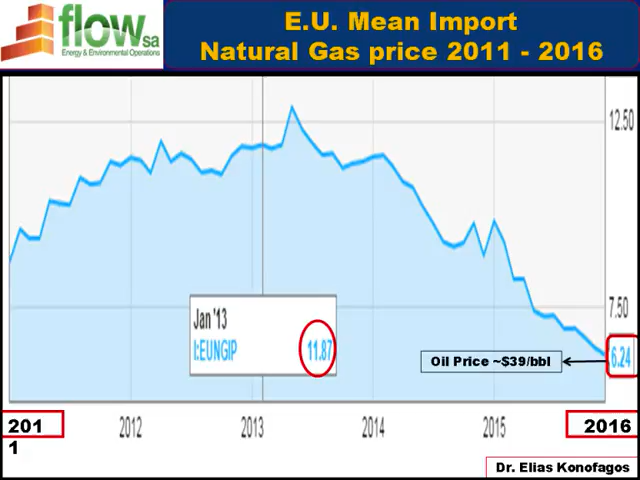 flow sa
Energy & Environmental Operations
E.U. Mean Import
Natural Gas price 2011 - 2016
12.50
Jan '13
I:EUNGIP 11.87
7.50
Oil Price ~$39/bbl
6.24
201
1
2012
2013
2014
2015
2016
Dr. Elias Konofagos